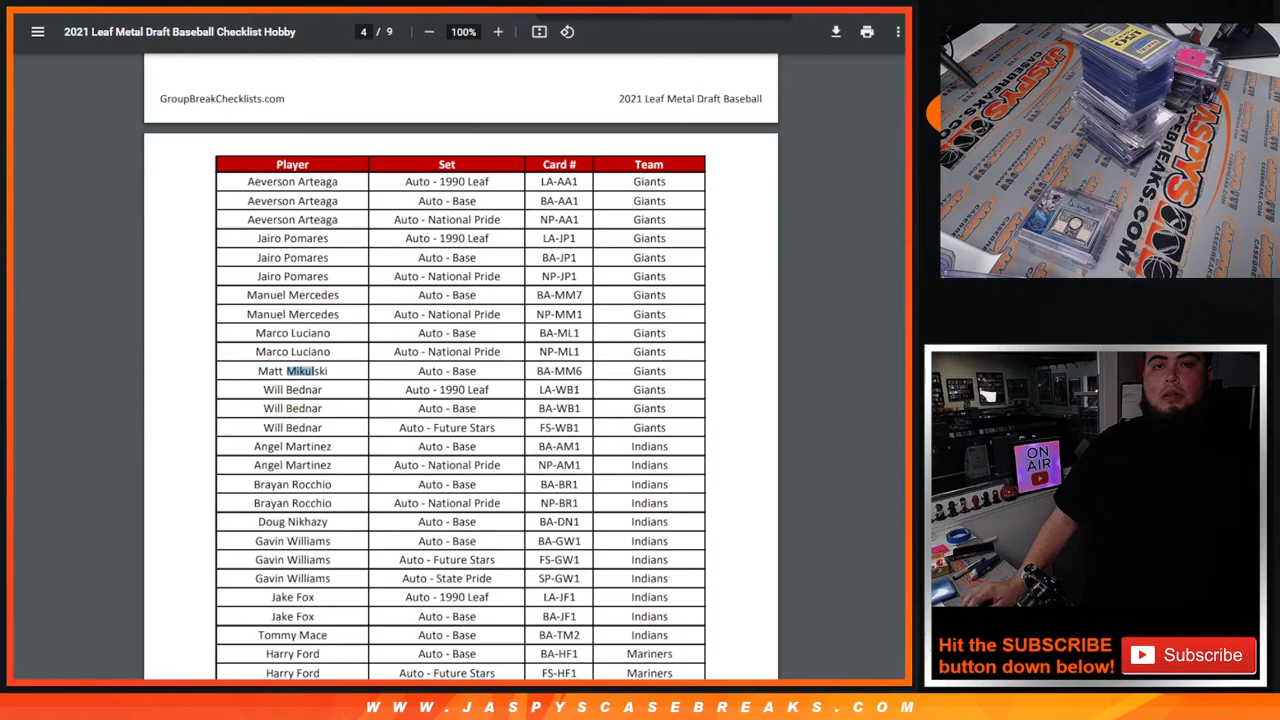 2021 Leaf Metal Draft Baseball Checklist Hobby 4 / 9 100%
GroupBreakChecklists.com 2021 Leaf Metal Draft Baseball
Player Set Card # Team
Aeverson Arteaga Auto - 1990 Leaf LA-AA1 Giants
Aeverson Arteaga Auto - Base BA-AA1 Giants
Aeverson Arteaga Auto - National Pride NP-AA1 Giants
Jairo Pomares Auto - 1990 Leaf LA-JP1 Giants
Jairo Pomares Auto - Base BA-JP1 Giants
Jairo Pomares Auto - National Pride NP-JP1 Giants
Manuel Mercedes Auto - Base BA-MM7 Giants
Manuel Mercedes Auto - National Pride NP-MM1 Giants
Marco Luciano Auto - Base BA-ML1 Giants
Marco Luciano Auto - National Pride NP-ML1 Giants
Matt Mikulski Auto - Base BA-MM6 Giants
Will Bednar Auto - 1990 Leaf LA-WB1 Giants
Will Bednar Auto - Base BA-WB1 Giants
Will Bednar Auto - Future Stars FS-WB1 Giants
Angel Martinez Auto - Base BA-AM1 Indians
Angel Martinez Auto - National Pride NP-AM1 Indians
Brayan Rocchio Auto - Base BA-BR1 Indians
Brayan Rocchio Auto - National Pride NP-BR1 Indians
Doug Nikhazy Auto - Base BA-DN1 Indians
Gavin Williams Auto - Base BA-GW1 Indians
Gavin Williams Auto - Future Stars FS-GW1 Indians
Gavin Williams Auto - State Pride SP-GW1 Indians
Jake Fox Auto - 1990 Leaf LA-JF1 Indians
Jake Fox Auto - Base BA-JF1 Indians
Tommy Mace Auto - Base BA-TM2 Indians
Harry Ford Auto - Base BA-HF1 Mariners
Harry Ford Auto - Future Stars FS-HF1 Mariners
JASPYS
CASEBREAKS.COM
ON
AIR
Hit the SUBSCRIBE
button down below!
Subscribe
WWW.JASPYSCASEBREAKS.COM